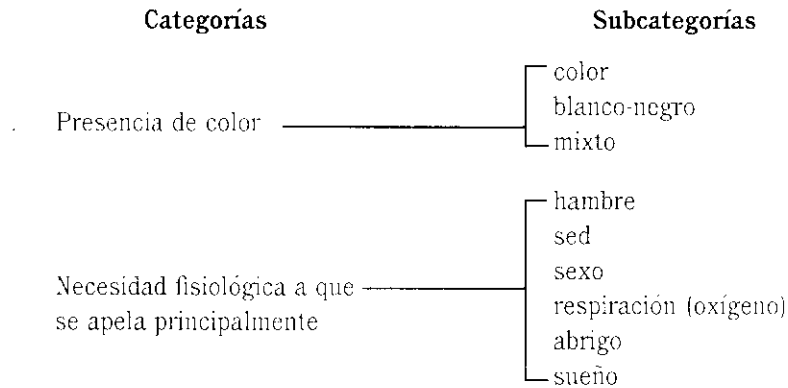 Categorías
Subcategorías
Presencia de color
color
blanco-negro
mixto
Necesidad fisiológica a que
se apela principalmente
hambre
sed
sexo
respiración (oxígeno)
abrigo
sueño